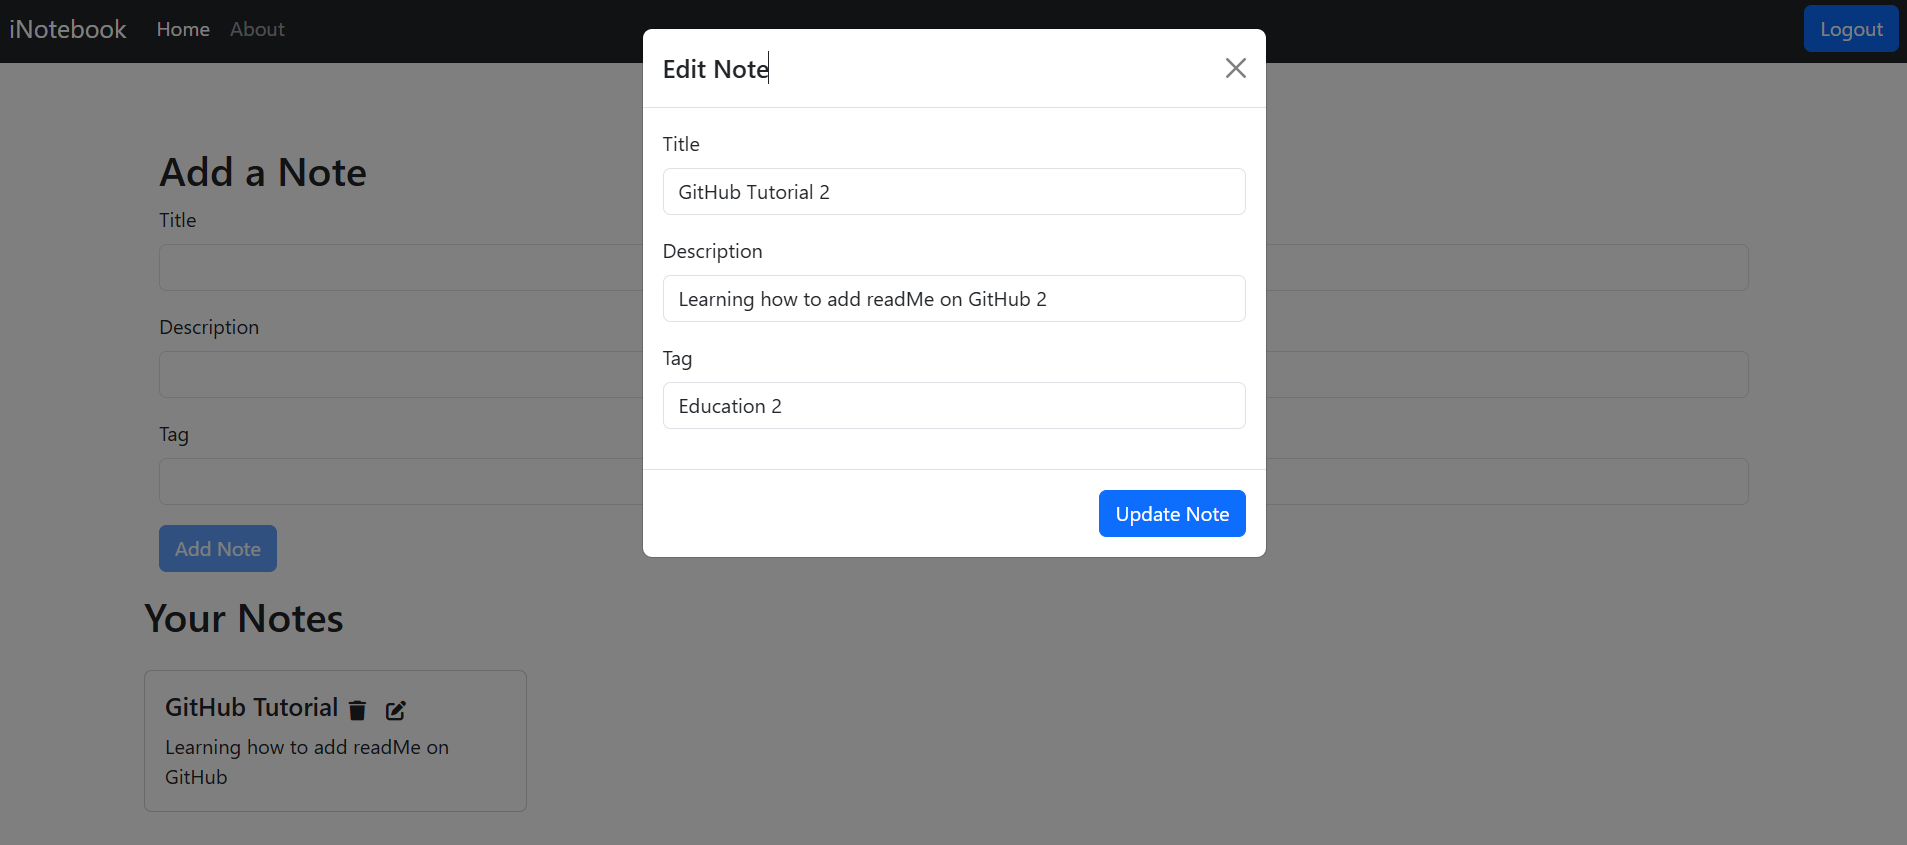 iNotebook Home About Logout
Edit Note
Title
GitHub Tutorial 2
Description
Learning how to add readMe on GitHub 2
Tag
Education 2
Update Note
Add a Note
Title
Description
Tag
Add Note
Your Notes
GitHub Tutorial
Learning how to add readMe on
GitHub